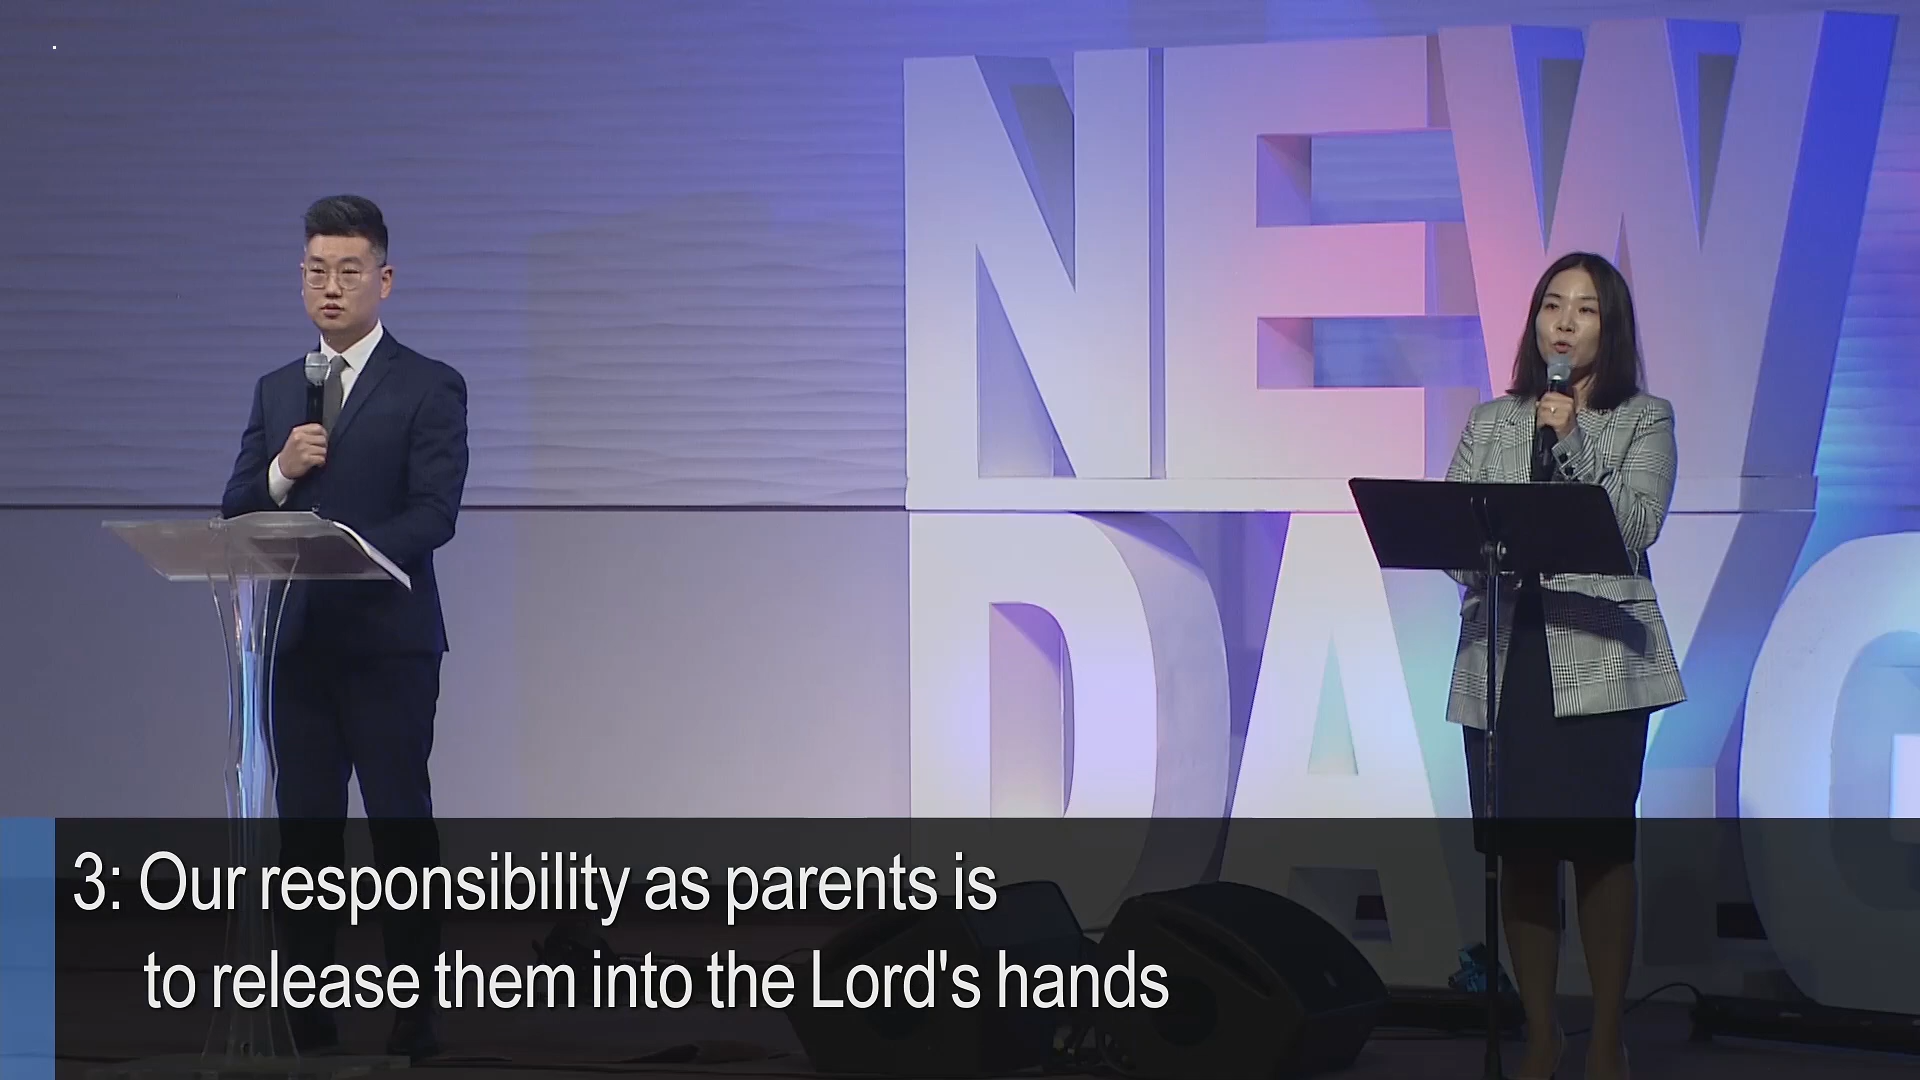 NEW
DAY
3: Our responsibility as parents is
to release them into the Lord's hands